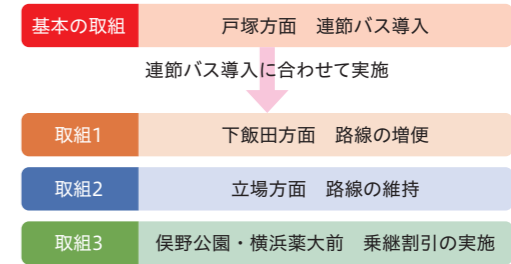 基本の取組 戸塚方面 連節バス導入
連節バス導入に合わせて実施
取組1 下飯田方面 路線の増便
取組2 立場方面 路線の維持
取組3 俣野公園・横浜薬大前 乗継割引の実施